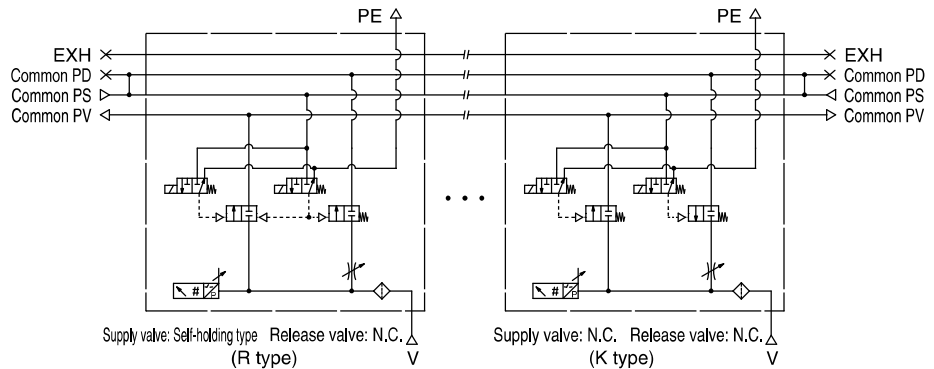 PE PE
EXH EXH
Common PD Common PD
Common PS Common PS
Common PV Common PV
• • •
# P # P
Supply valve: Self-holding type Release valve: N.C. Supply valve: N.C. Release valve: N.C.
(R type) V (K type) V